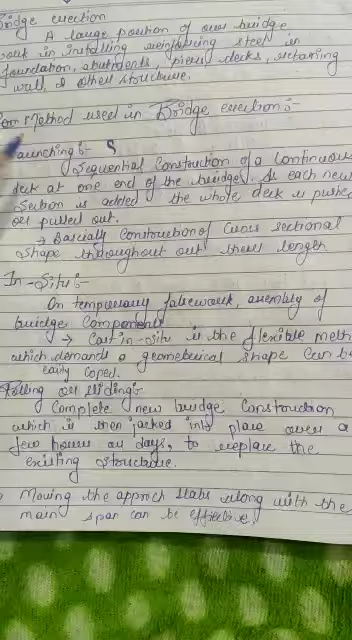 Bridge erection
A large portion of our bridge
work in installing reinforcing steel in
foundation, abutments, piers decks, retaining
wall & other structure.
Method used in Bridge erection :-
Launching :-
Sequential construction of a continuous
deck at one end of the bridge. As each new
section is added the whole deck is pushed
or pulled out.
→ Bascially construction of cross sectional
shape throughout out their length
In-Situ :-
On temporary falsework, assembly of
bridge components
→ Cast in-situ is the flexible meth
which demands a geometrical shape can be
easily coped.
Rolling or sliding :-
Complete new bridge construction
which is then jacked into place over a
few hours or days, to replace the
existing structure.
Moving the approch slabs along with the
main span can be effective.